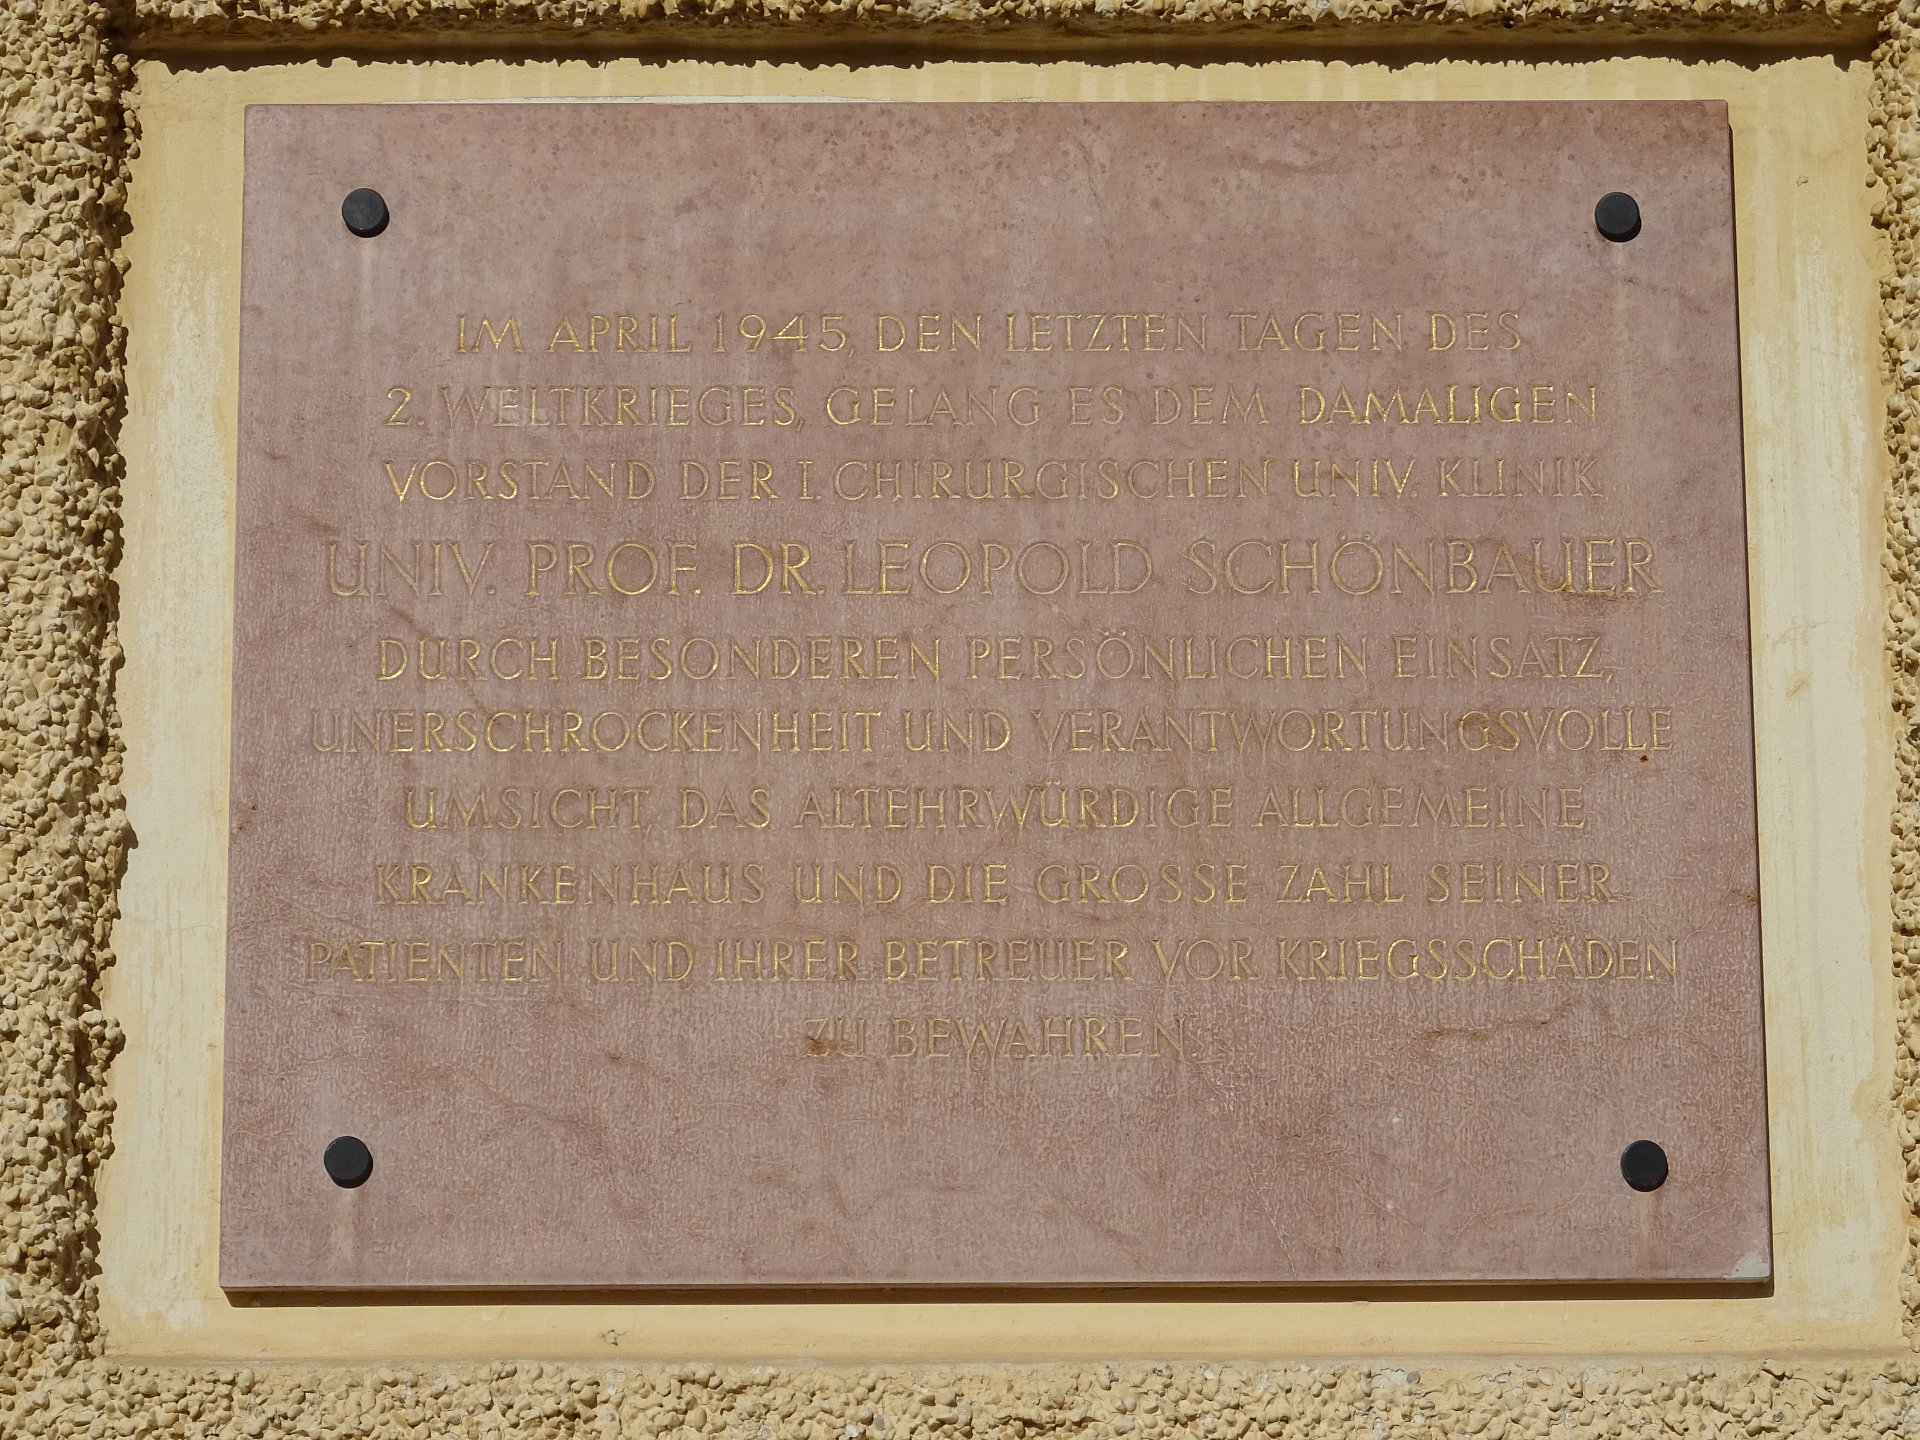 IM APRIL 1945, DEN LETZTEN TAGEN DES
2. WELTKRIEGES, GELANG ES DEM DAMALIGEN
VORSTAND DER I. CHIRURGISCHEN UNIV. KLINIK
UNIV. PROF. DR. LEOPOLD SCHÖNBAUER
DURCH BESONDEREN PERSÖNLICHEN EINSATZ,
UNERSCHROCKENHEIT UND VERANTWORTUNGSVOLLE
UMSICHT, DAS ALTEHRWÜRDIGE ALLGEMEINE
KRANKENHAUS UND DIE GROSSE ZAHL SEINER
PATIENTEN UND IHRER BETREUER VOR KRIEGSSCHÄDEN
ZU BEWAHREN.